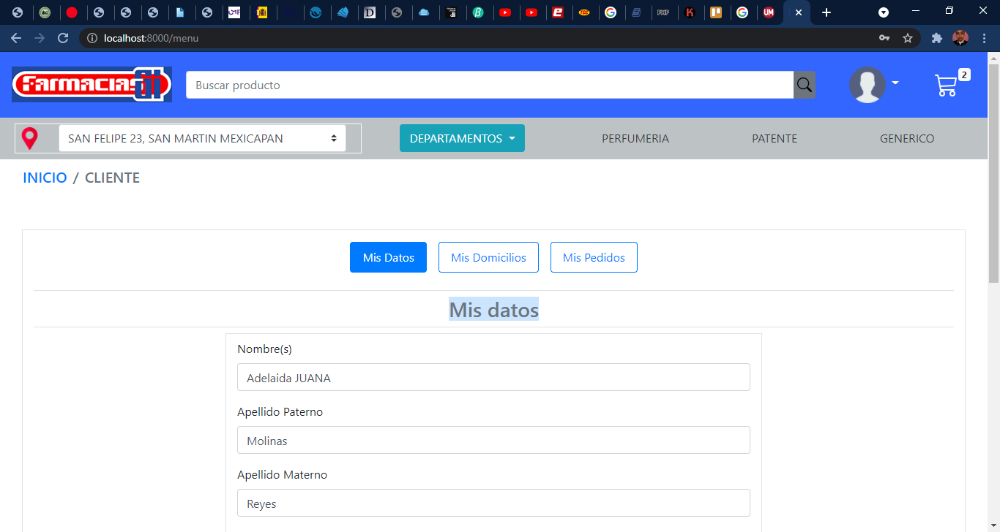 localhost:8000/menu
Farmacias
Buscar producto
2
SAN FELIPE 23, SAN MARTIN MEXICAPAN
DEPARTAMENTOS
PERFUMERIA
PATENTE
GENERICO
INICIO / CLIENTE
Mis Datos
Mis Domicilios
Mis Pedidos
Mis datos
Nombre(s)
Adelaida JUANA
Apellido Paterno
Molinas
Apellido Materno
Reyes